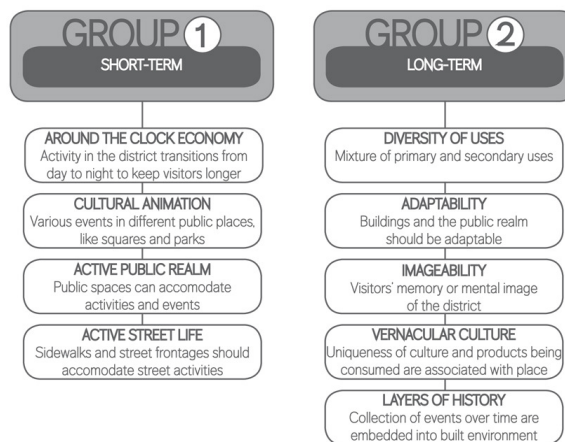 GROUP 1
SHORT-TERM
AROUND THE CLOCK ECONOMY
Activity in the district transitions from
day to night to keep visitors longer
CULTURAL ANIMATION
Various events in different public places,
like squares and parks
ACTIVE PUBLIC REALM
Public spaces can accomodate
activities and events
ACTIVE STREET LIFE
Sidewalks and street frontages should
accomodate street activities
GROUP 2
LONG-TERM
DIVERSITY OF USES
Mixture of primary and secondary uses
ADAPTABILITY
Buildings and the public realm
should be adaptable
IMAGEABILITY
Visitors' memory or mental image
of the district
VERNACULAR CULTURE
Uniqueness of culture and products being
consumed are associated with place
LAYERS OF HISTORY
Collection of events over time are
embedded into built environment